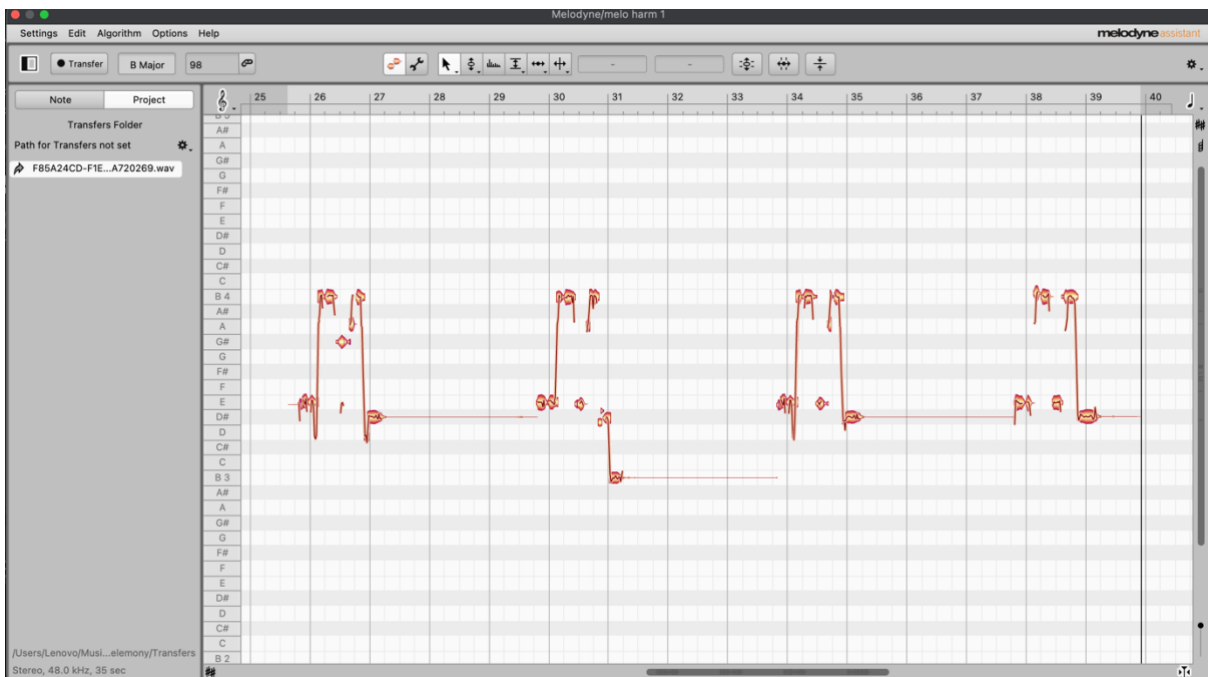 Melodyne/melo harm 1
Settings Edit Algorithm Options Help
melodyne assistant
Transfer B Major 98 - -
Note Project
Transfers Folder
Path for Transfers not set
F85A24CD-F1E...A720269.wav
25 26 27 28 29 30 31 32 33 34 35 36 37 38 39 40
A#
A
G#
G
F#
F
E
D#
D
C#
C
B 4
A#
A
G#
G
F#
F
E
D#
D
C#
C
B 3
A#
A
G#
G
F#
F
E
D#
D
C#
C
B 2
/Users/Lenovo/Musi...elemony/Transfers
Stereo, 48.0 kHz, 35 sec